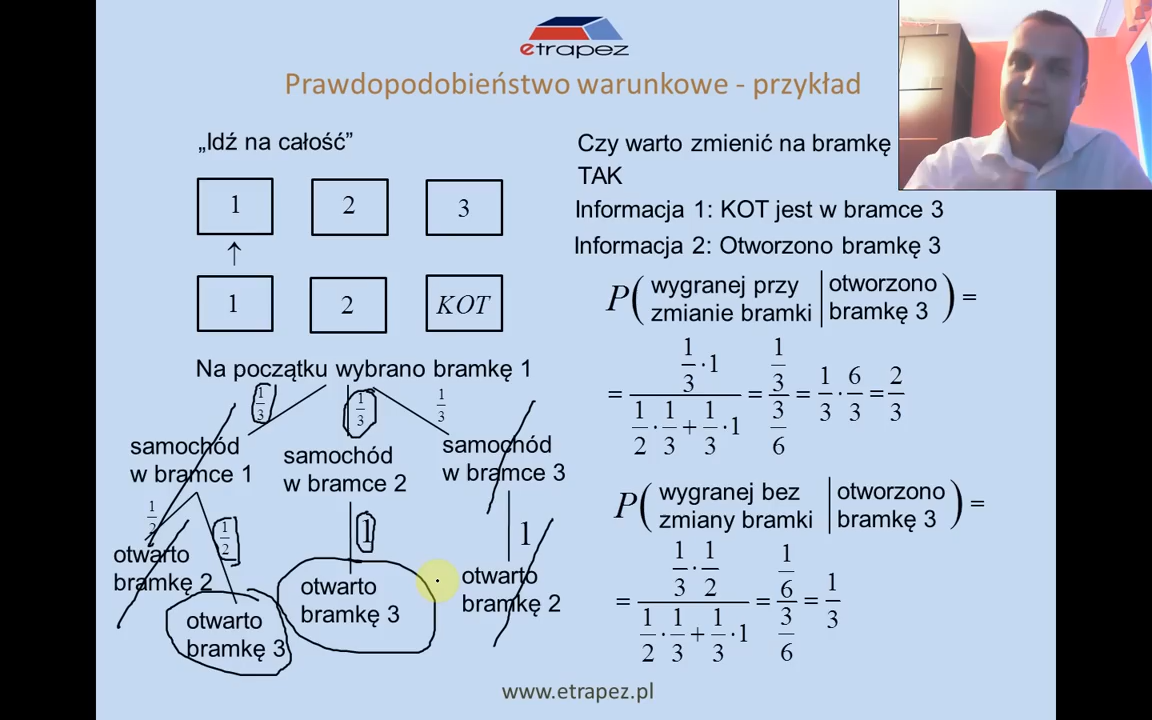 etrapez
Prawdopodobieństwo warunkowe - przykład
„Idź na całość”
1 2 3
↑
1 2 KOT
Na początku wybrano bramkę 1
1/3 1/3 1/3
samochód
w bramce 1
samochód
w bramce 2
samochód
w bramce 3
1/2 1/2 1 1
otwarto
bramkę 2
otwarto
bramkę 3
otwarto
bramkę 3
otwarto
bramkę 2
Czy warto zmienić na bramkę
TAK
Informacja 1: KOT jest w bramce 3
Informacja 2: Otworzono bramkę 3
P( wygranej przy zmianie bramki | otworzono bramkę 3 ) =
= (1/3 · 1) / (1/2 · 1/3 + 1/3 · 1) = (1/3) / (3/6) = 1/3 · 6/3 = 2/3
P( wygranej bez zmiany bramki | otworzono bramkę 3 ) =
= (1/3 · 1/2) / (1/2 · 1/3 + 1/3 · 1) = (1/6) / (3/6) = 1/3
www.etrapez.pl